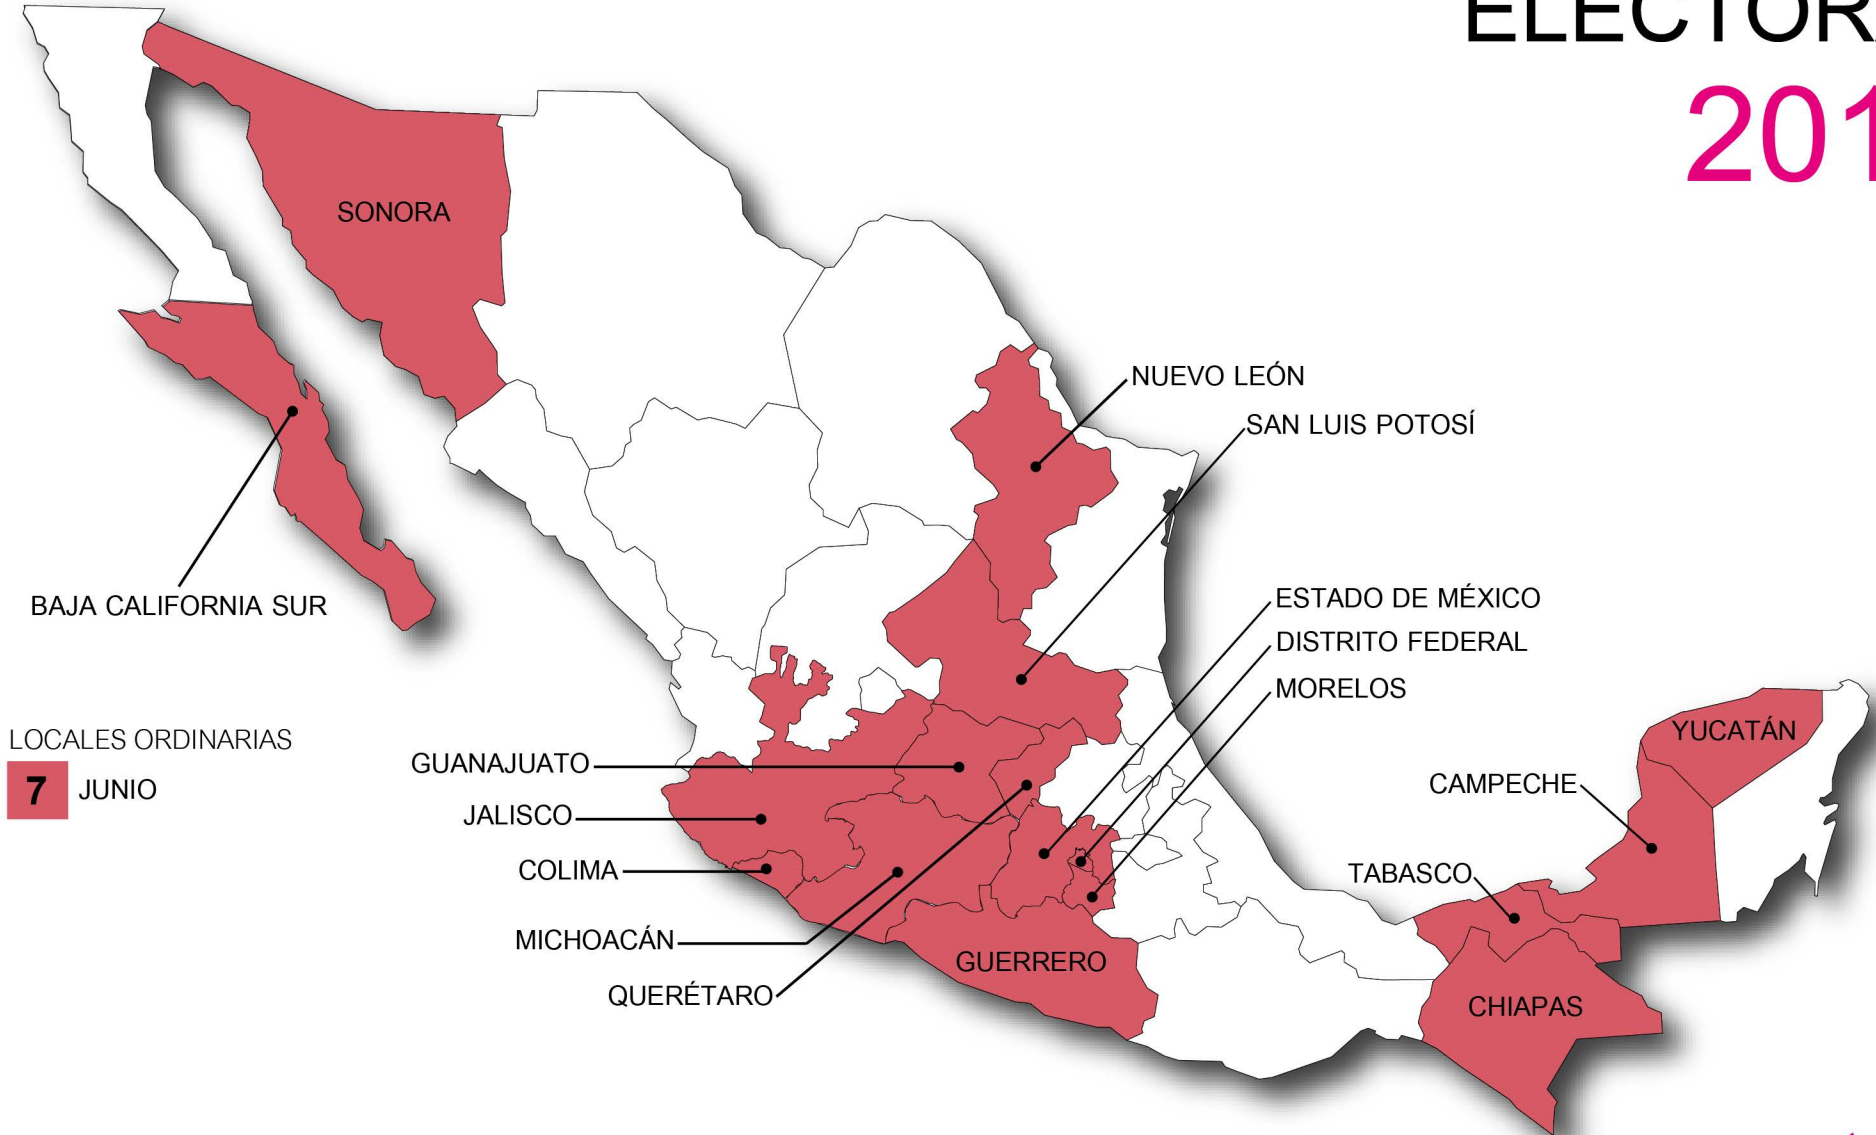 ELECTOR
201
SONORA
NUEVO LEÓN
SAN LUIS POTOSÍ
BAJA CALIFORNIA SUR
ESTADO DE MÉXICO
DISTRITO FEDERAL
MORELOS
LOCALES ORDINARIAS
7 JUNIO
GUANAJUATO
JALISCO
COLIMA
MICHOACÁN
QUERÉTARO
GUERRERO
YUCATÁN
CAMPECHE
TABASCO
CHIAPAS